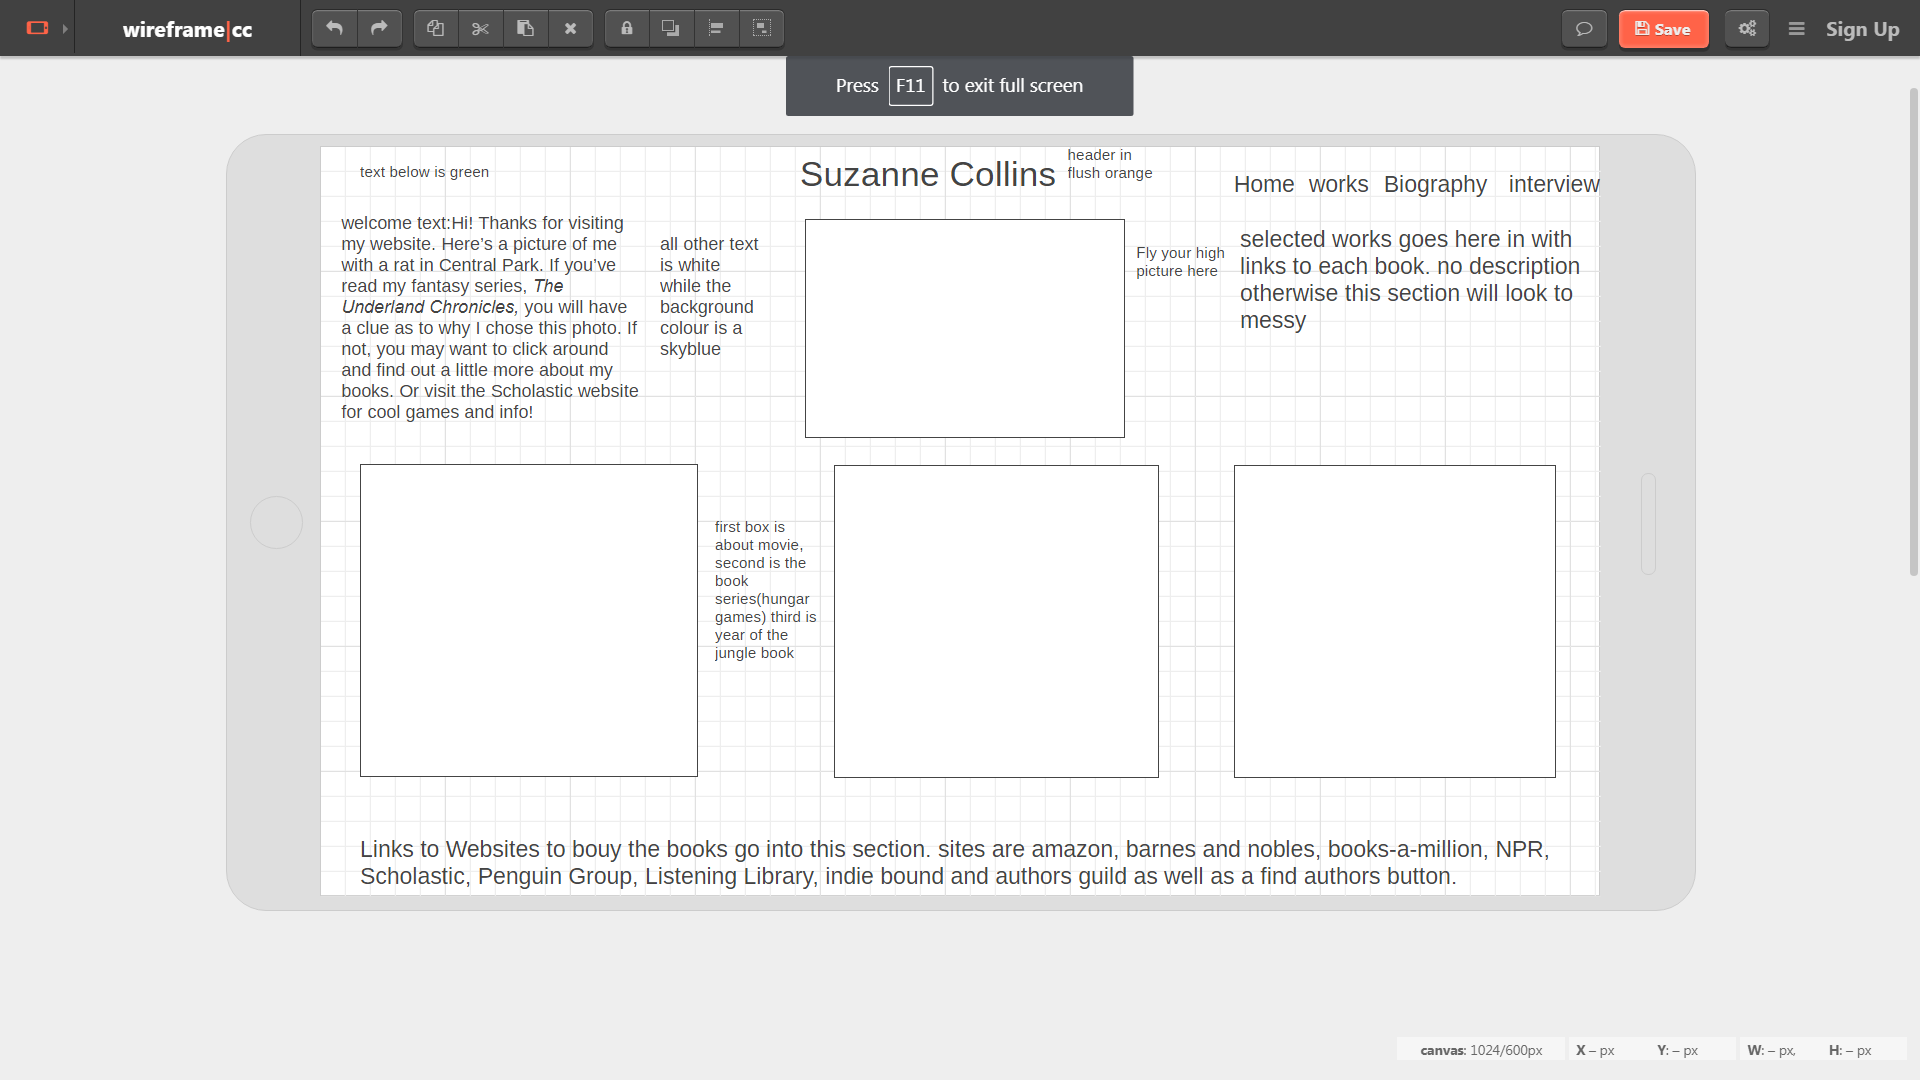 wireframe|cc
Save
Sign Up
Press F11 to exit full screen
text below is green
Suzanne Collins
header in
flush orange
Home works Biography interview
welcome text:Hi! Thanks for visiting
my website. Here’s a picture of me
with a rat in Central Park. If you’ve
read my fantasy series, The
Underland Chronicles, you will have
a clue as to why I chose this photo. If
not, you may want to click around
and find out a little more about my
books. Or visit the Scholastic website
for cool games and info!
all other text
is white
while the
background
colour is a
skyblue
Fly your high
picture here
selected works goes here in with
links to each book. no description
otherwise this section will look to
messy
first box is
about movie,
second is the
book
series(hungar
games) third is
year of the
jungle book
Links to Websites to bouy the books go into this section. sites are amazon, barnes and nobles, books-a-million, NPR,
Scholastic, Penguin Group, Listening Library, indie bound and authors guild as well as a find authors button.
canvas: 1024/600px X – px Y: – px W: – px, H: – px